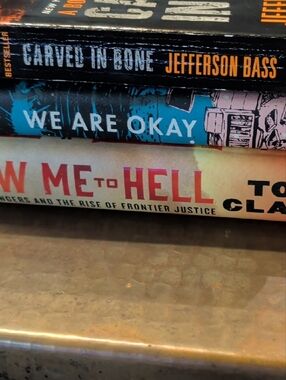 BESTSELLER
CARVED IN BONE JEFFERSON BASS
WE ARE OKAY
W ME TO HELL TO
CLA
NGERS AND THE RISE OF FRONTIER JUSTICE